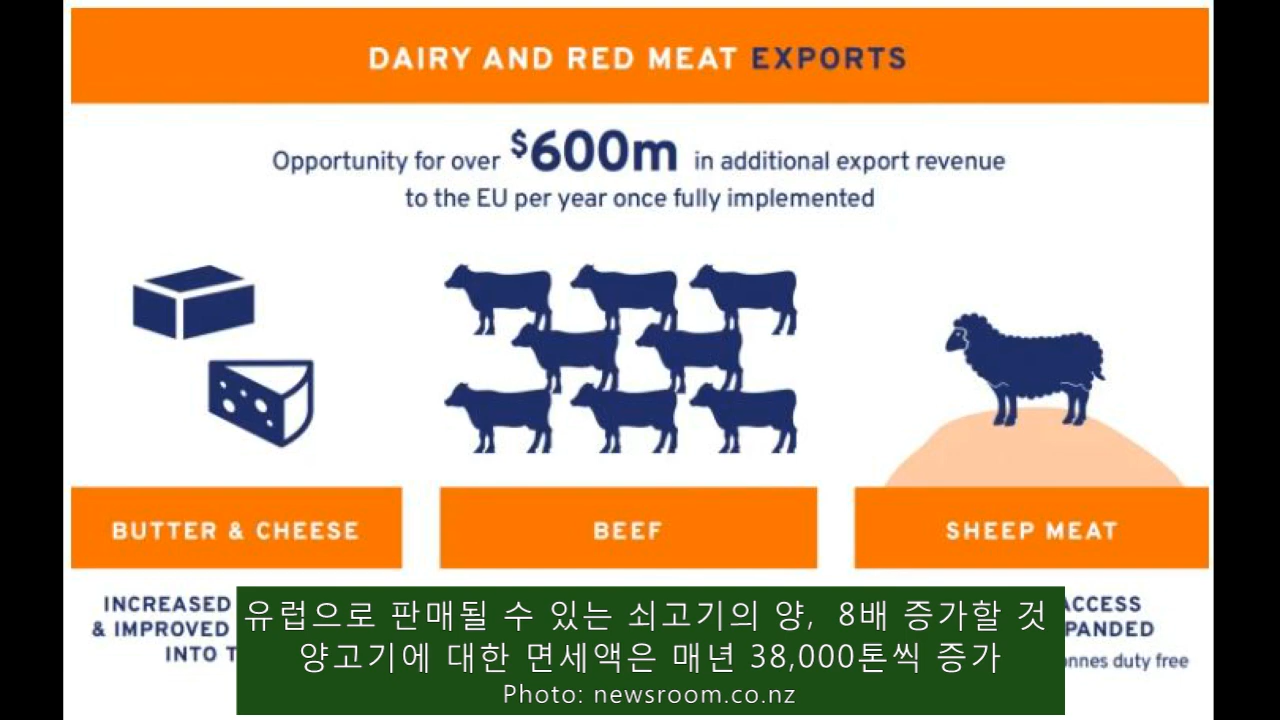 DAIRY AND RED MEAT EXPORTS
Opportunity for over $600m in additional export revenue
to the EU per year once fully implemented
BUTTER & CHEESE
BEEF
SHEEP MEAT
INCREASED
& IMPROVED
INTO
ACCESS
duty free
유럽으로 판매될 수 있는 쇠고기의 양, 8배 증가할 것
양고기에 대한 면세액은 매년 38,000톤씩 증가
Photo: newsroom.co.nz